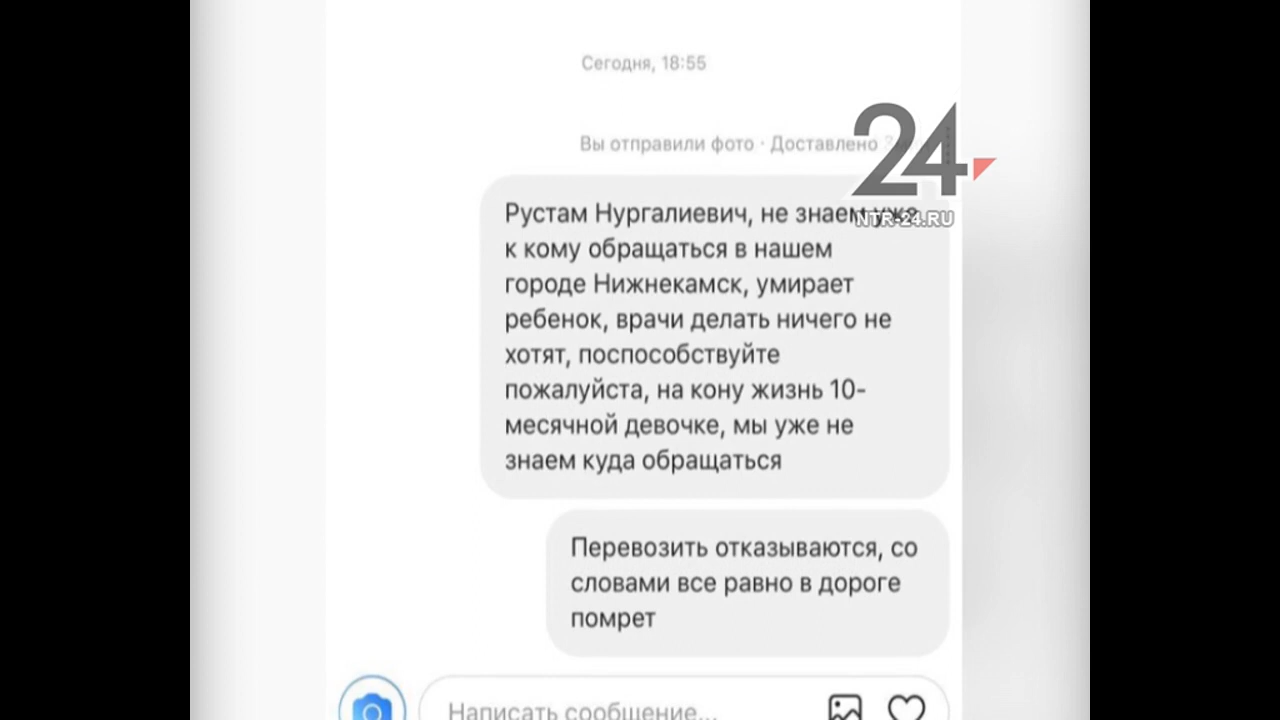 Сегодня, 18:55
Вы отправили фото · Доставлено
24
NTR-24.RU
Рустам Нургалиевич, не знаем уже
к кому обращаться в нашем
городе Нижнекамск, умирает
ребенок, врачи делать ничего не
хотят, поспособствуйте
пожалуйста, на кону жизнь 10-
месячной девочке, мы уже не
знаем куда обращаться
Перевозить отказываются, со
словами все равно в дороге
помрет
Написать сообщение...